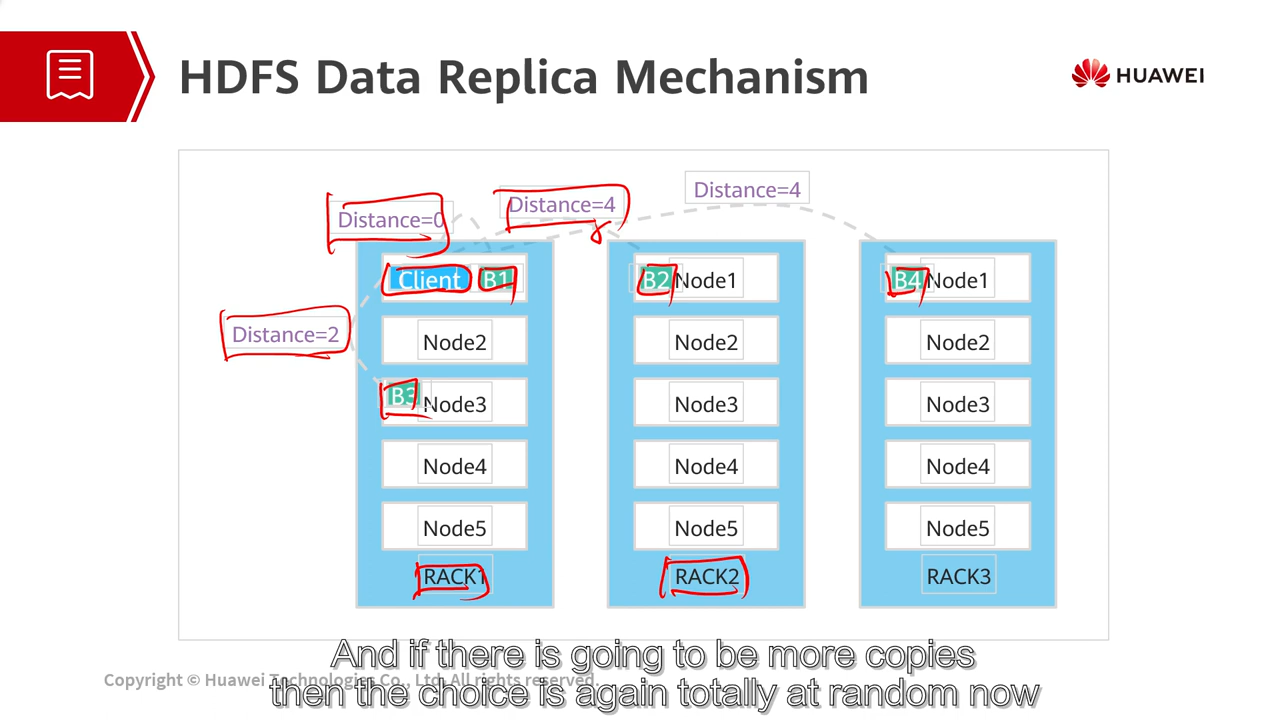 HDFS Data Replica Mechanism
HUAWEI
Distance=4
Distance=0
Distance=4
Distance=2
Client B1
Node2
B3 Node3
Node4
Node5
RACK1
B2 Node1
Node2
Node3
Node4
Node5
RACK2
B4 Node1
Node2
Node3
Node4
Node5
RACK3
And if there is going to be more copies
then the choice is again totally at random now
Copyright © Huawei Technologies Co., Ltd. All rights reserved.